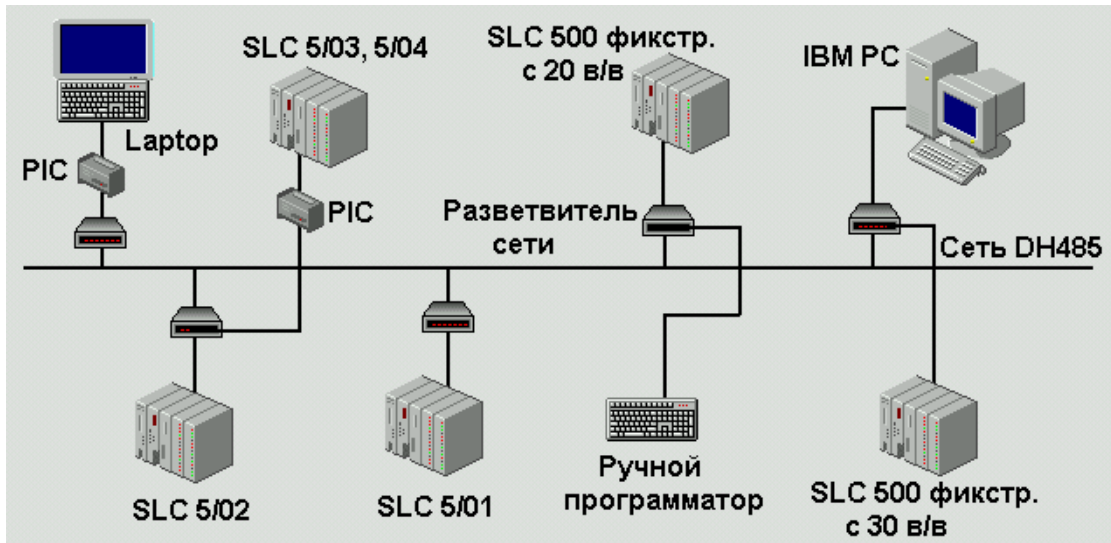 SLC 5/03, 5/04
SLC 500 фикстр.
с 20 в/в
IBM PC
Laptop
PIC
PIC
Разветвитель
сети
Сеть DH485
SLC 5/02
SLC 5/01
Ручной
программатор
SLC 500 фикстр.
с 30 в/в